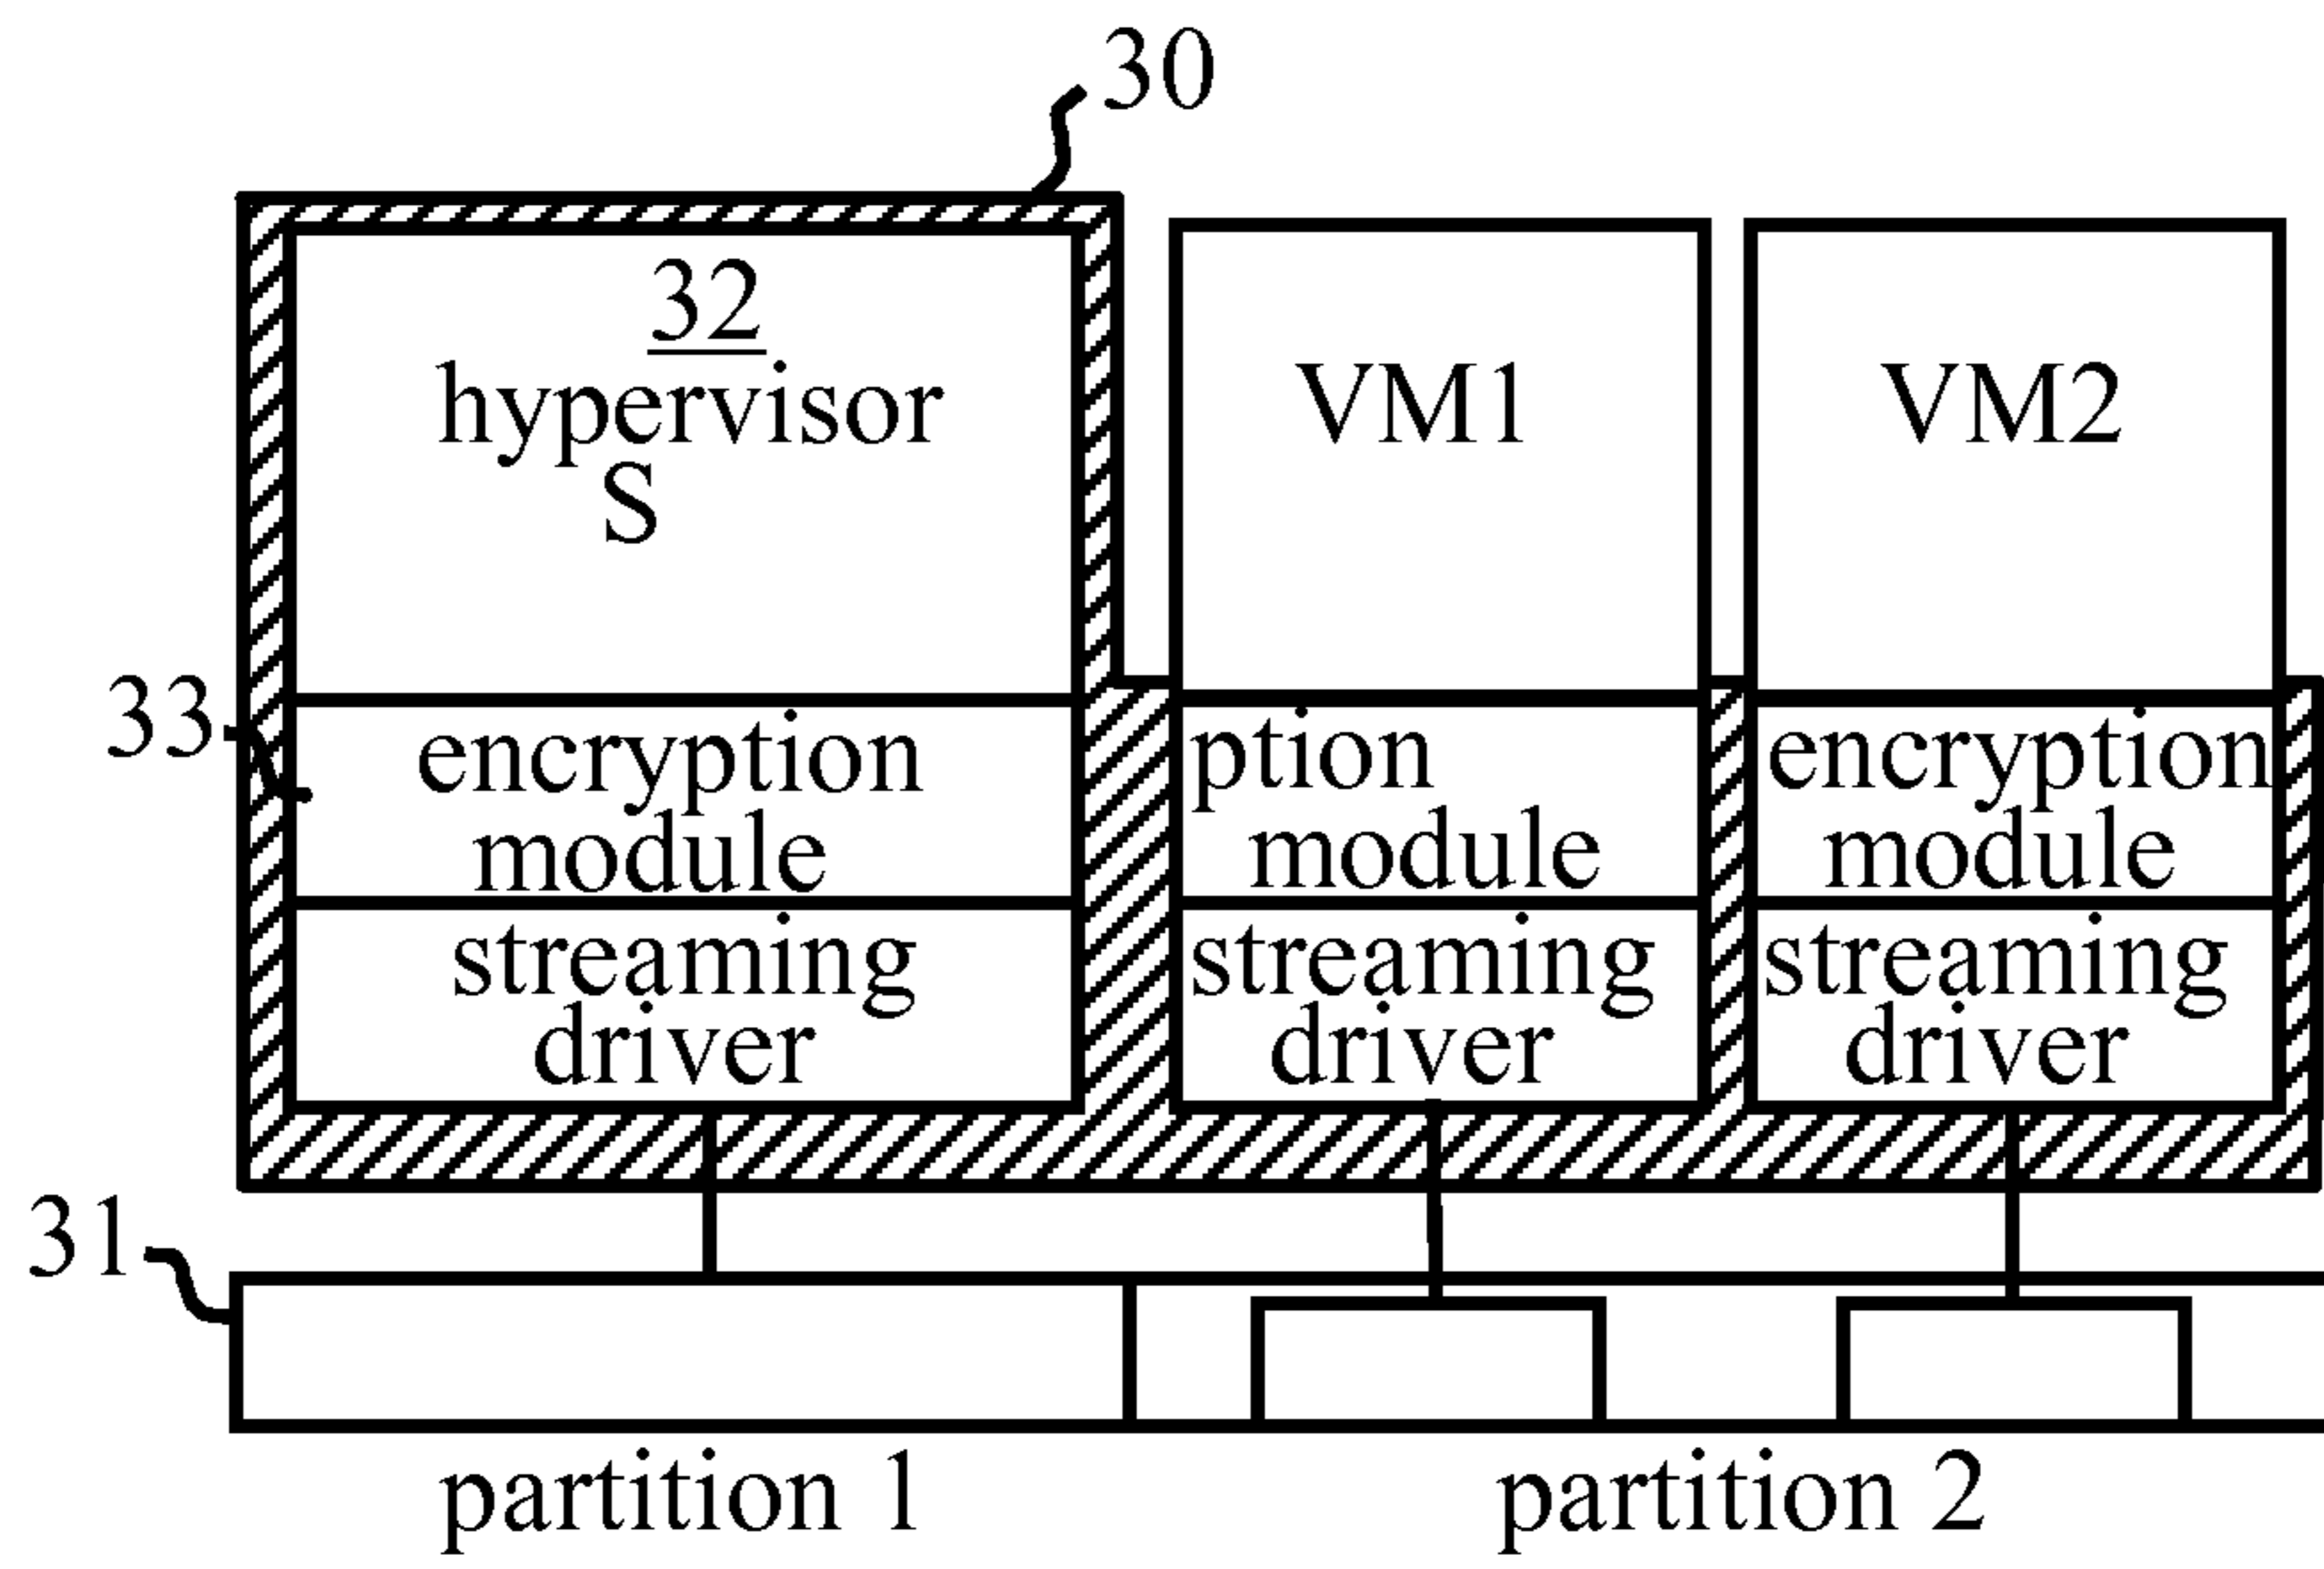 30
32
hypervisor
S
VM1
VM2
33
encryption
module
ption
module
encryption
module
streaming
driver
streaming
driver
streaming
driver
31
partition 1
partition 2